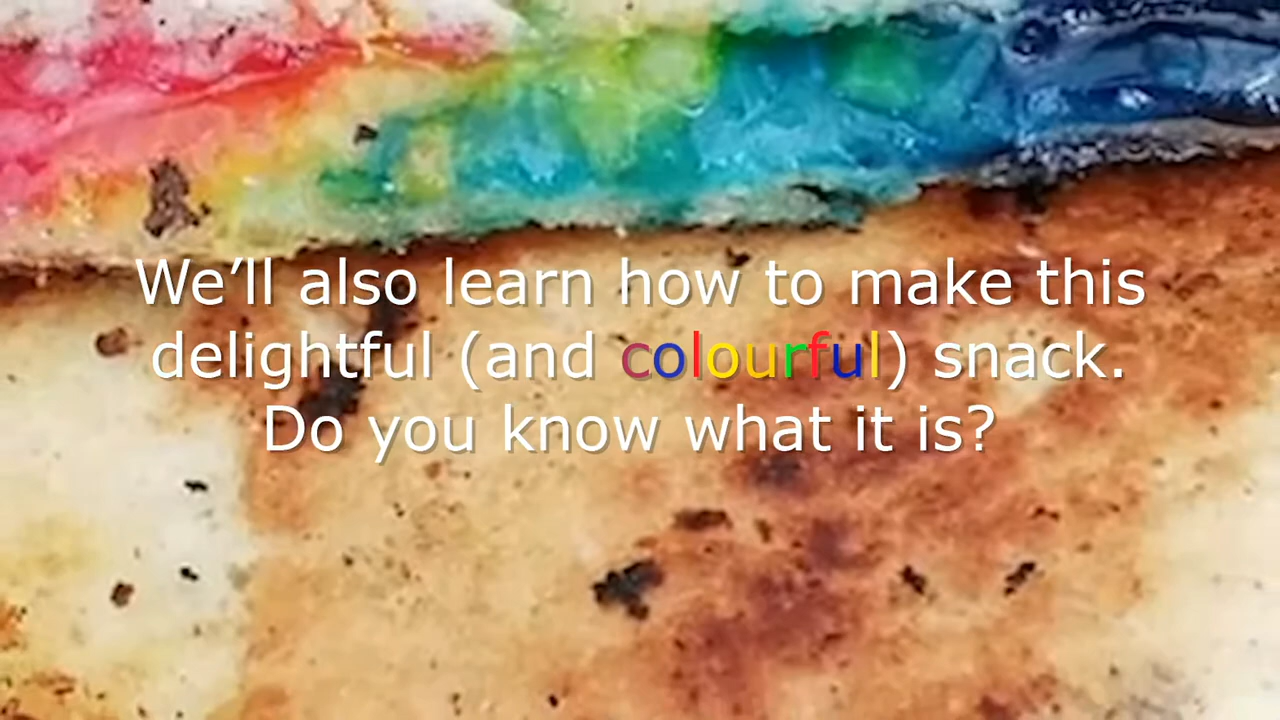 We’ll also learn how to make this
delightful (and colourful) snack.
Do you know what it is?